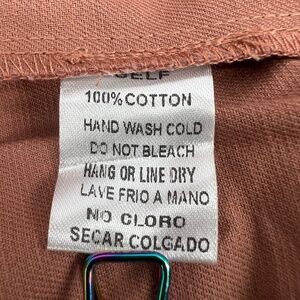 SELF
100% COTTON
HAND WASH COLD
DO NOT BLEACH
HANG OR LINE DRY
LAVE FRIO A MANO
NO CLORO
SECAR COLGADO